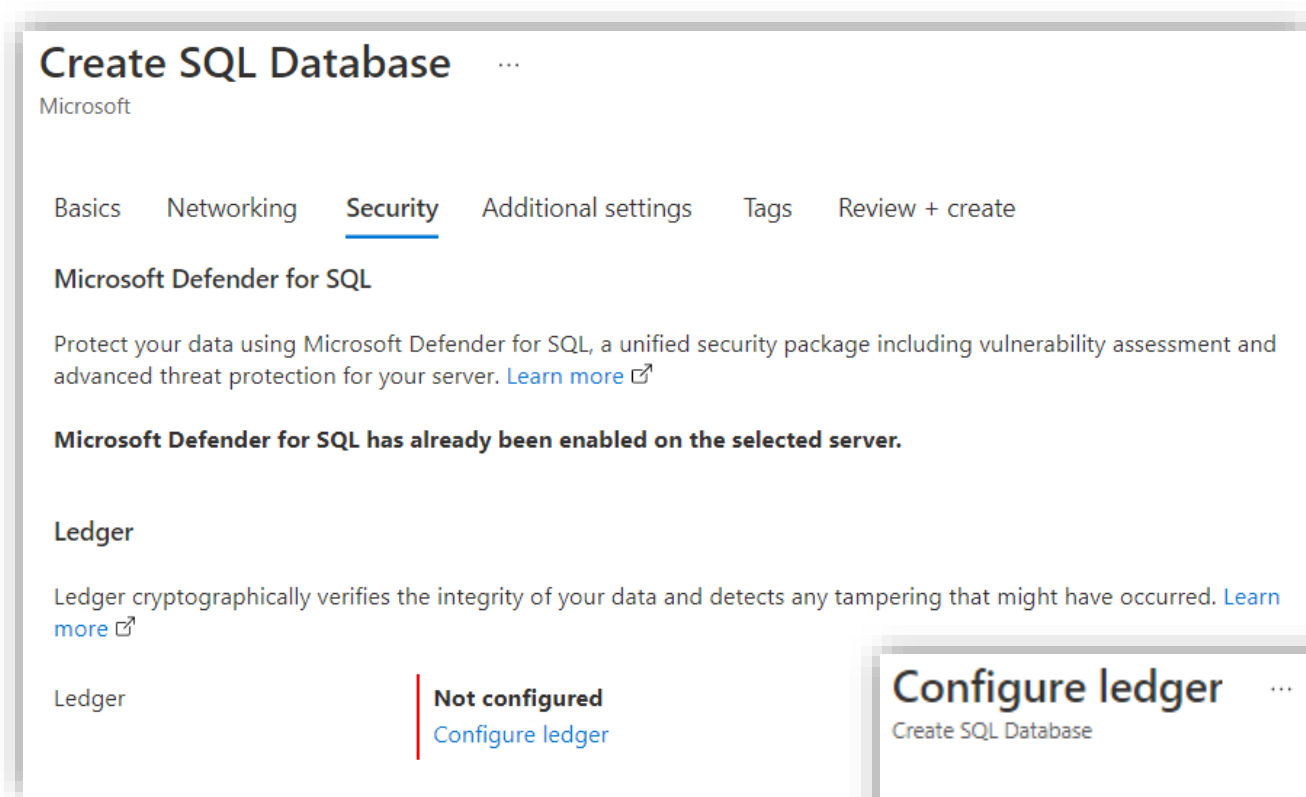 Create SQL Database ...
Microsoft
Basics Networking Security Additional settings Tags Review + create
Microsoft Defender for SQL
Protect your data using Microsoft Defender for SQL, a unified security package including vulnerability assessment and
advanced threat protection for your server. Learn more
Microsoft Defender for SQL has already been enabled on the selected server.
Ledger
Ledger cryptographically verifies the integrity of your data and detects any tampering that might have occurred. Learn
more
Ledger Not configured
Configure ledger
Configure ledger ...
Create SQL Database